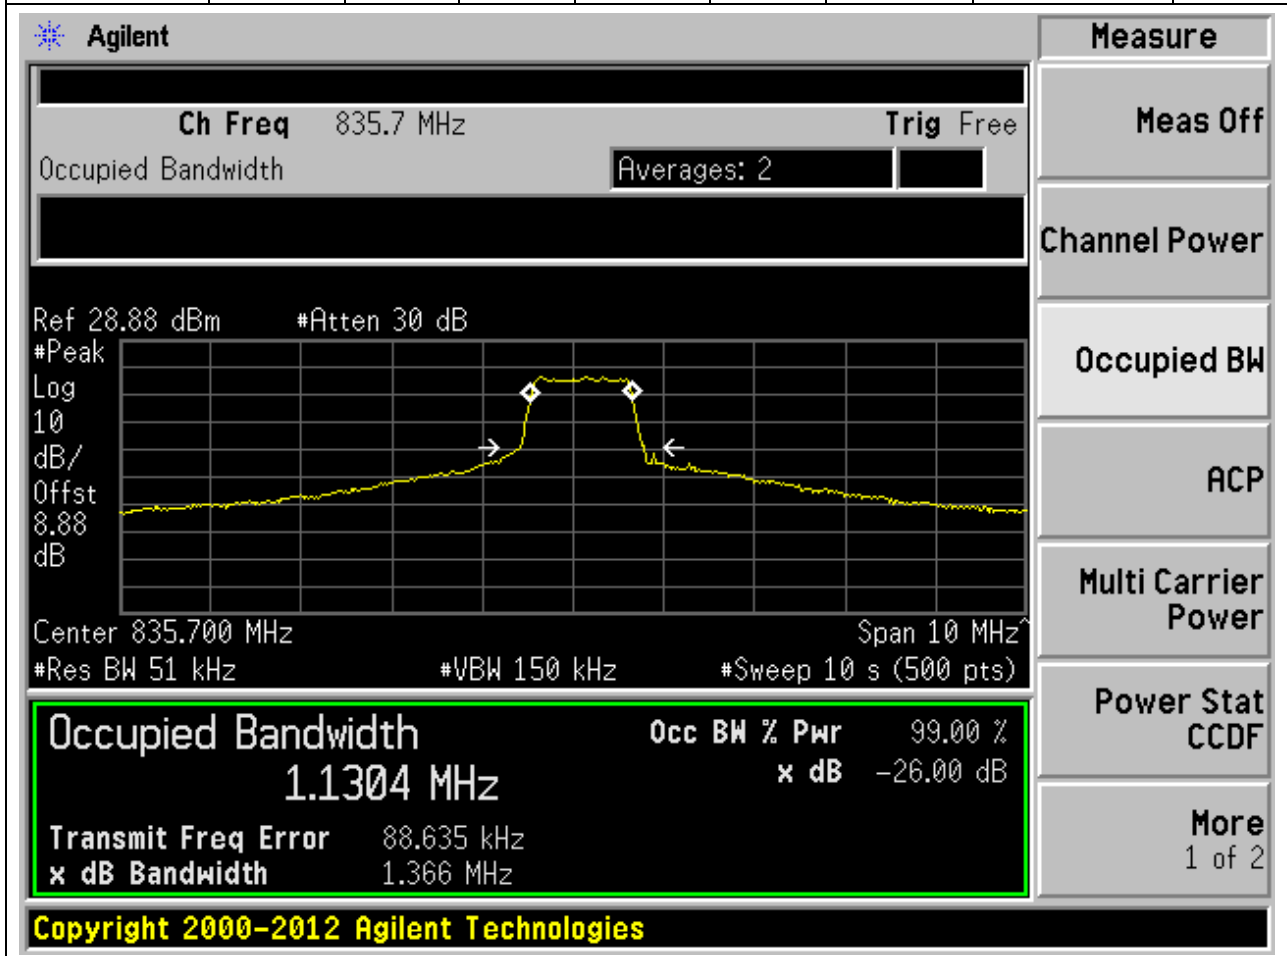 Agilent
Measure
Ch Freq 835.7 MHz Trig Free
Occupied Bandwidth Averages: 2
Meas Off
Channel Power
Occupied BW
ACP
Multi Carrier
Power
Power Stat
CCDF
More
1 of 2
Ref 28.88 dBm #Atten 30 dB
#Peak
Log
10
dB/
Offst
8.88
dB
Center 835.700 MHz Span 10 MHz^
#Res BW 51 kHz #VBW 150 kHz #Sweep 10 s (500 pts)
Occupied Bandwidth Occ BW % Pwr 99.00 %
1.1304 MHz x dB -26.00 dB
Transmit Freq Error 88.635 kHz
x dB Bandwidth 1.366 MHz
Copyright 2000-2012 Agilent Technologies